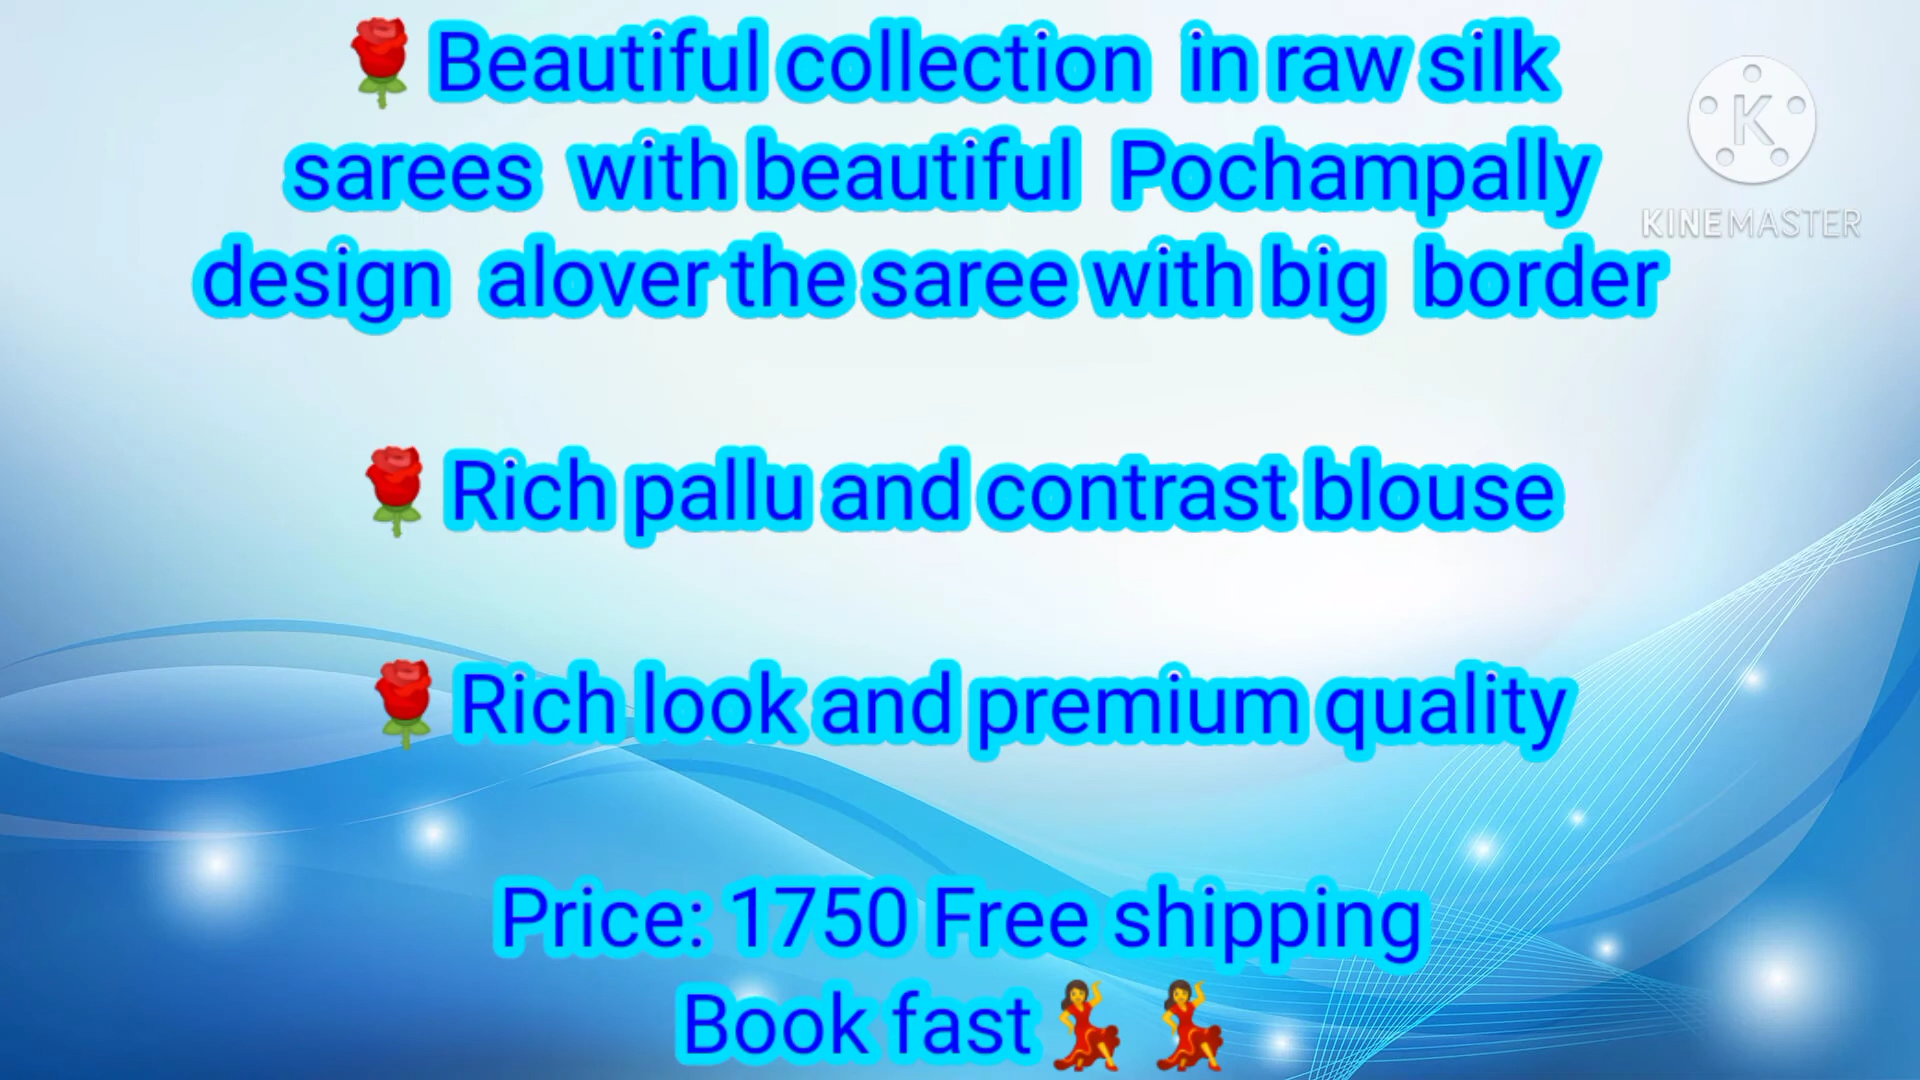 🌹Beautiful collection in raw silk
sarees with beautiful Pochampally
design alover the saree with big border
🌹Rich pallu and contrast blouse
🌹Rich look and premium quality
Price: 1750 Free shipping
Book fast💃💃
K
KINEMASTER